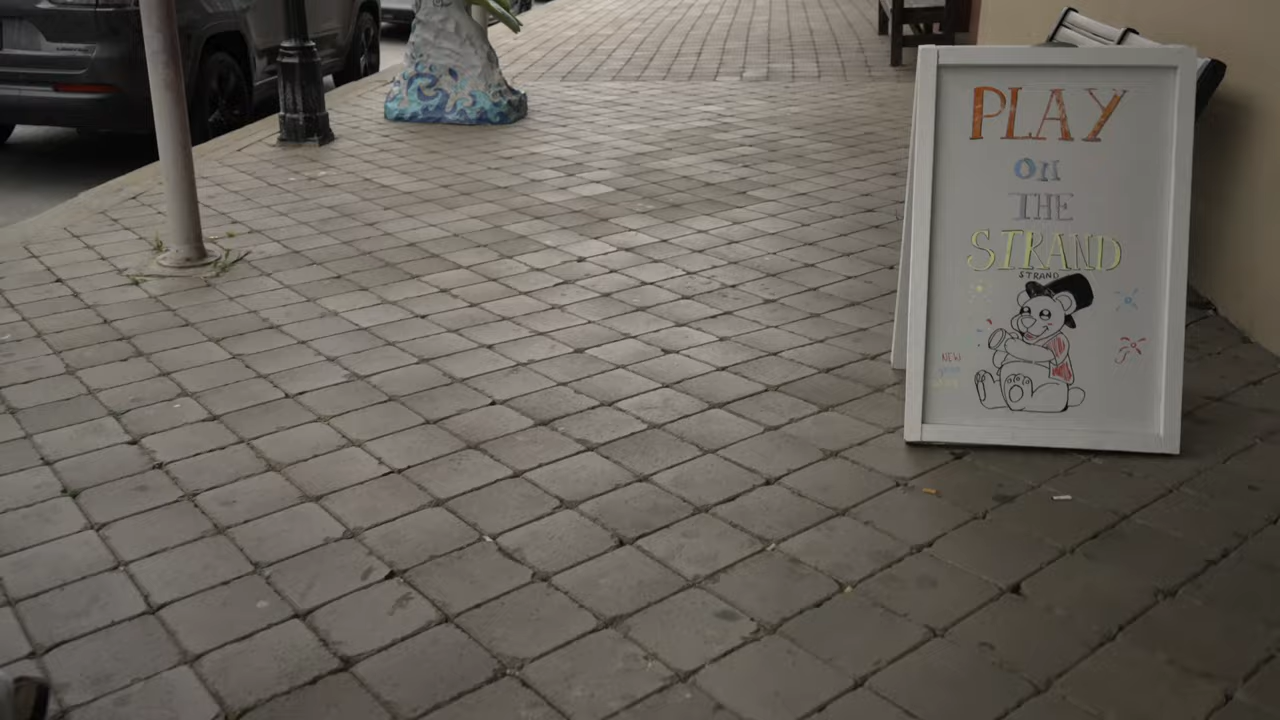 PLAY
ON
THE
STRAND
STRAND
NEW